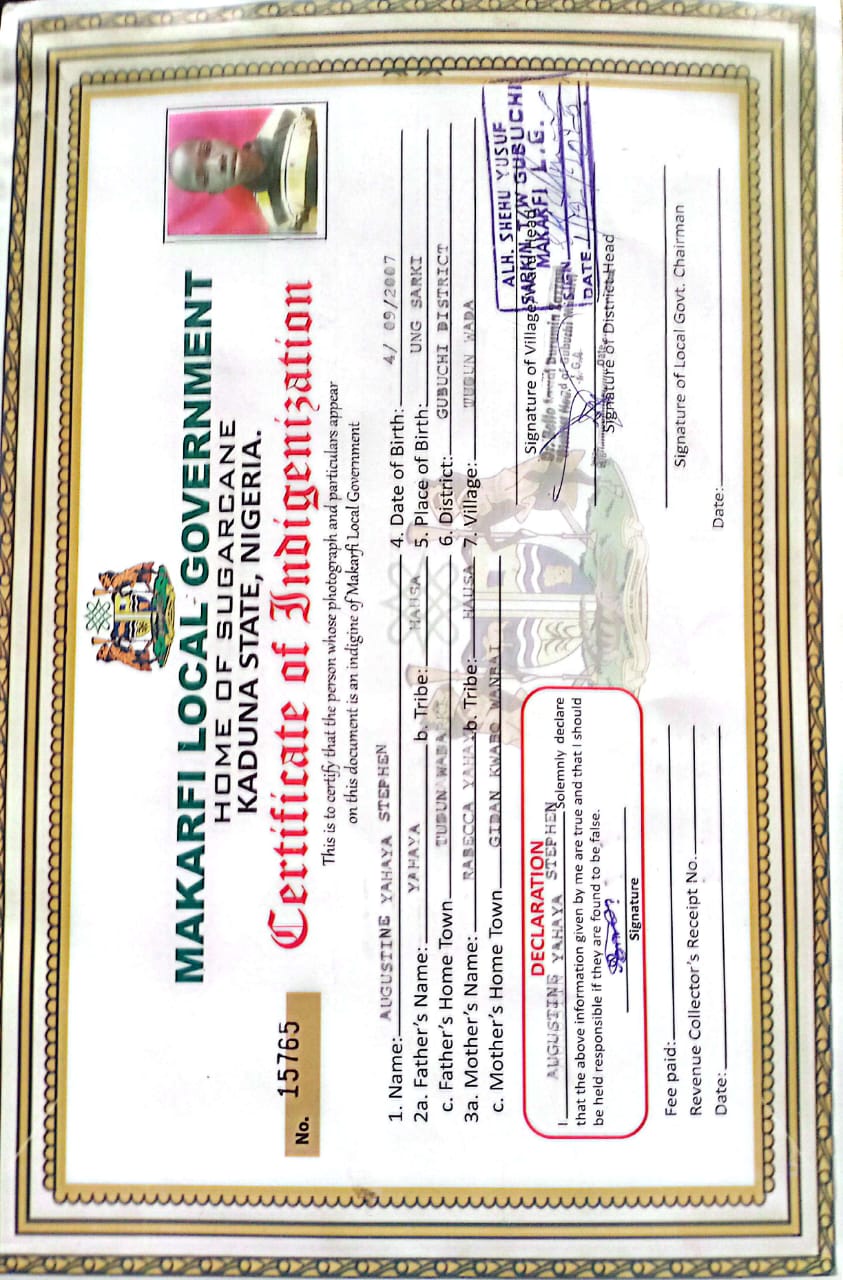 MAKARFI LOCAL GOVERNMENT
HOME OF SUGARCANE
KADUNA STATE, NIGERIA.
No. 15765
Certificate of Indigenization
This is to certify that the person whose photograph and particulars appear
on this document is an indigine of Makarfi Local Government
1. Name: AUGUSTINE YAHAYA STEPHEN
4. Date of Birth: 4/ 09/2007
2a. Father's Name: YAHAYA b. Tribe: HAUSA
5. Place of Birth: UNG SARKI
c. Father's Home Town TUDUN WADA
6. District: GUBUCHI DISTRICT
3a. Mother's Name: RABECCA YAHAYA b. Tribe: HAUSA
7. Village: TUDUN WADA
c. Mother's Home Town GIDAN KWABO WANRAI
DECLARATION
I AUGUSTINE YAHAYA STEPHEN Solemnly declare
that the above information given by me are true and that I should
be held responsible if they are found to be false.
Signature
Signature of Village Head
ALH. SHEHU YUSUF
SARKIN T/W GUBUCHI
MAKARFI L.G.
SIGN
DATE
Signature of District Head
Fee paid:
Revenue Collector's Receipt No.
Date:
Signature of Local Govt. Chairman
Date: